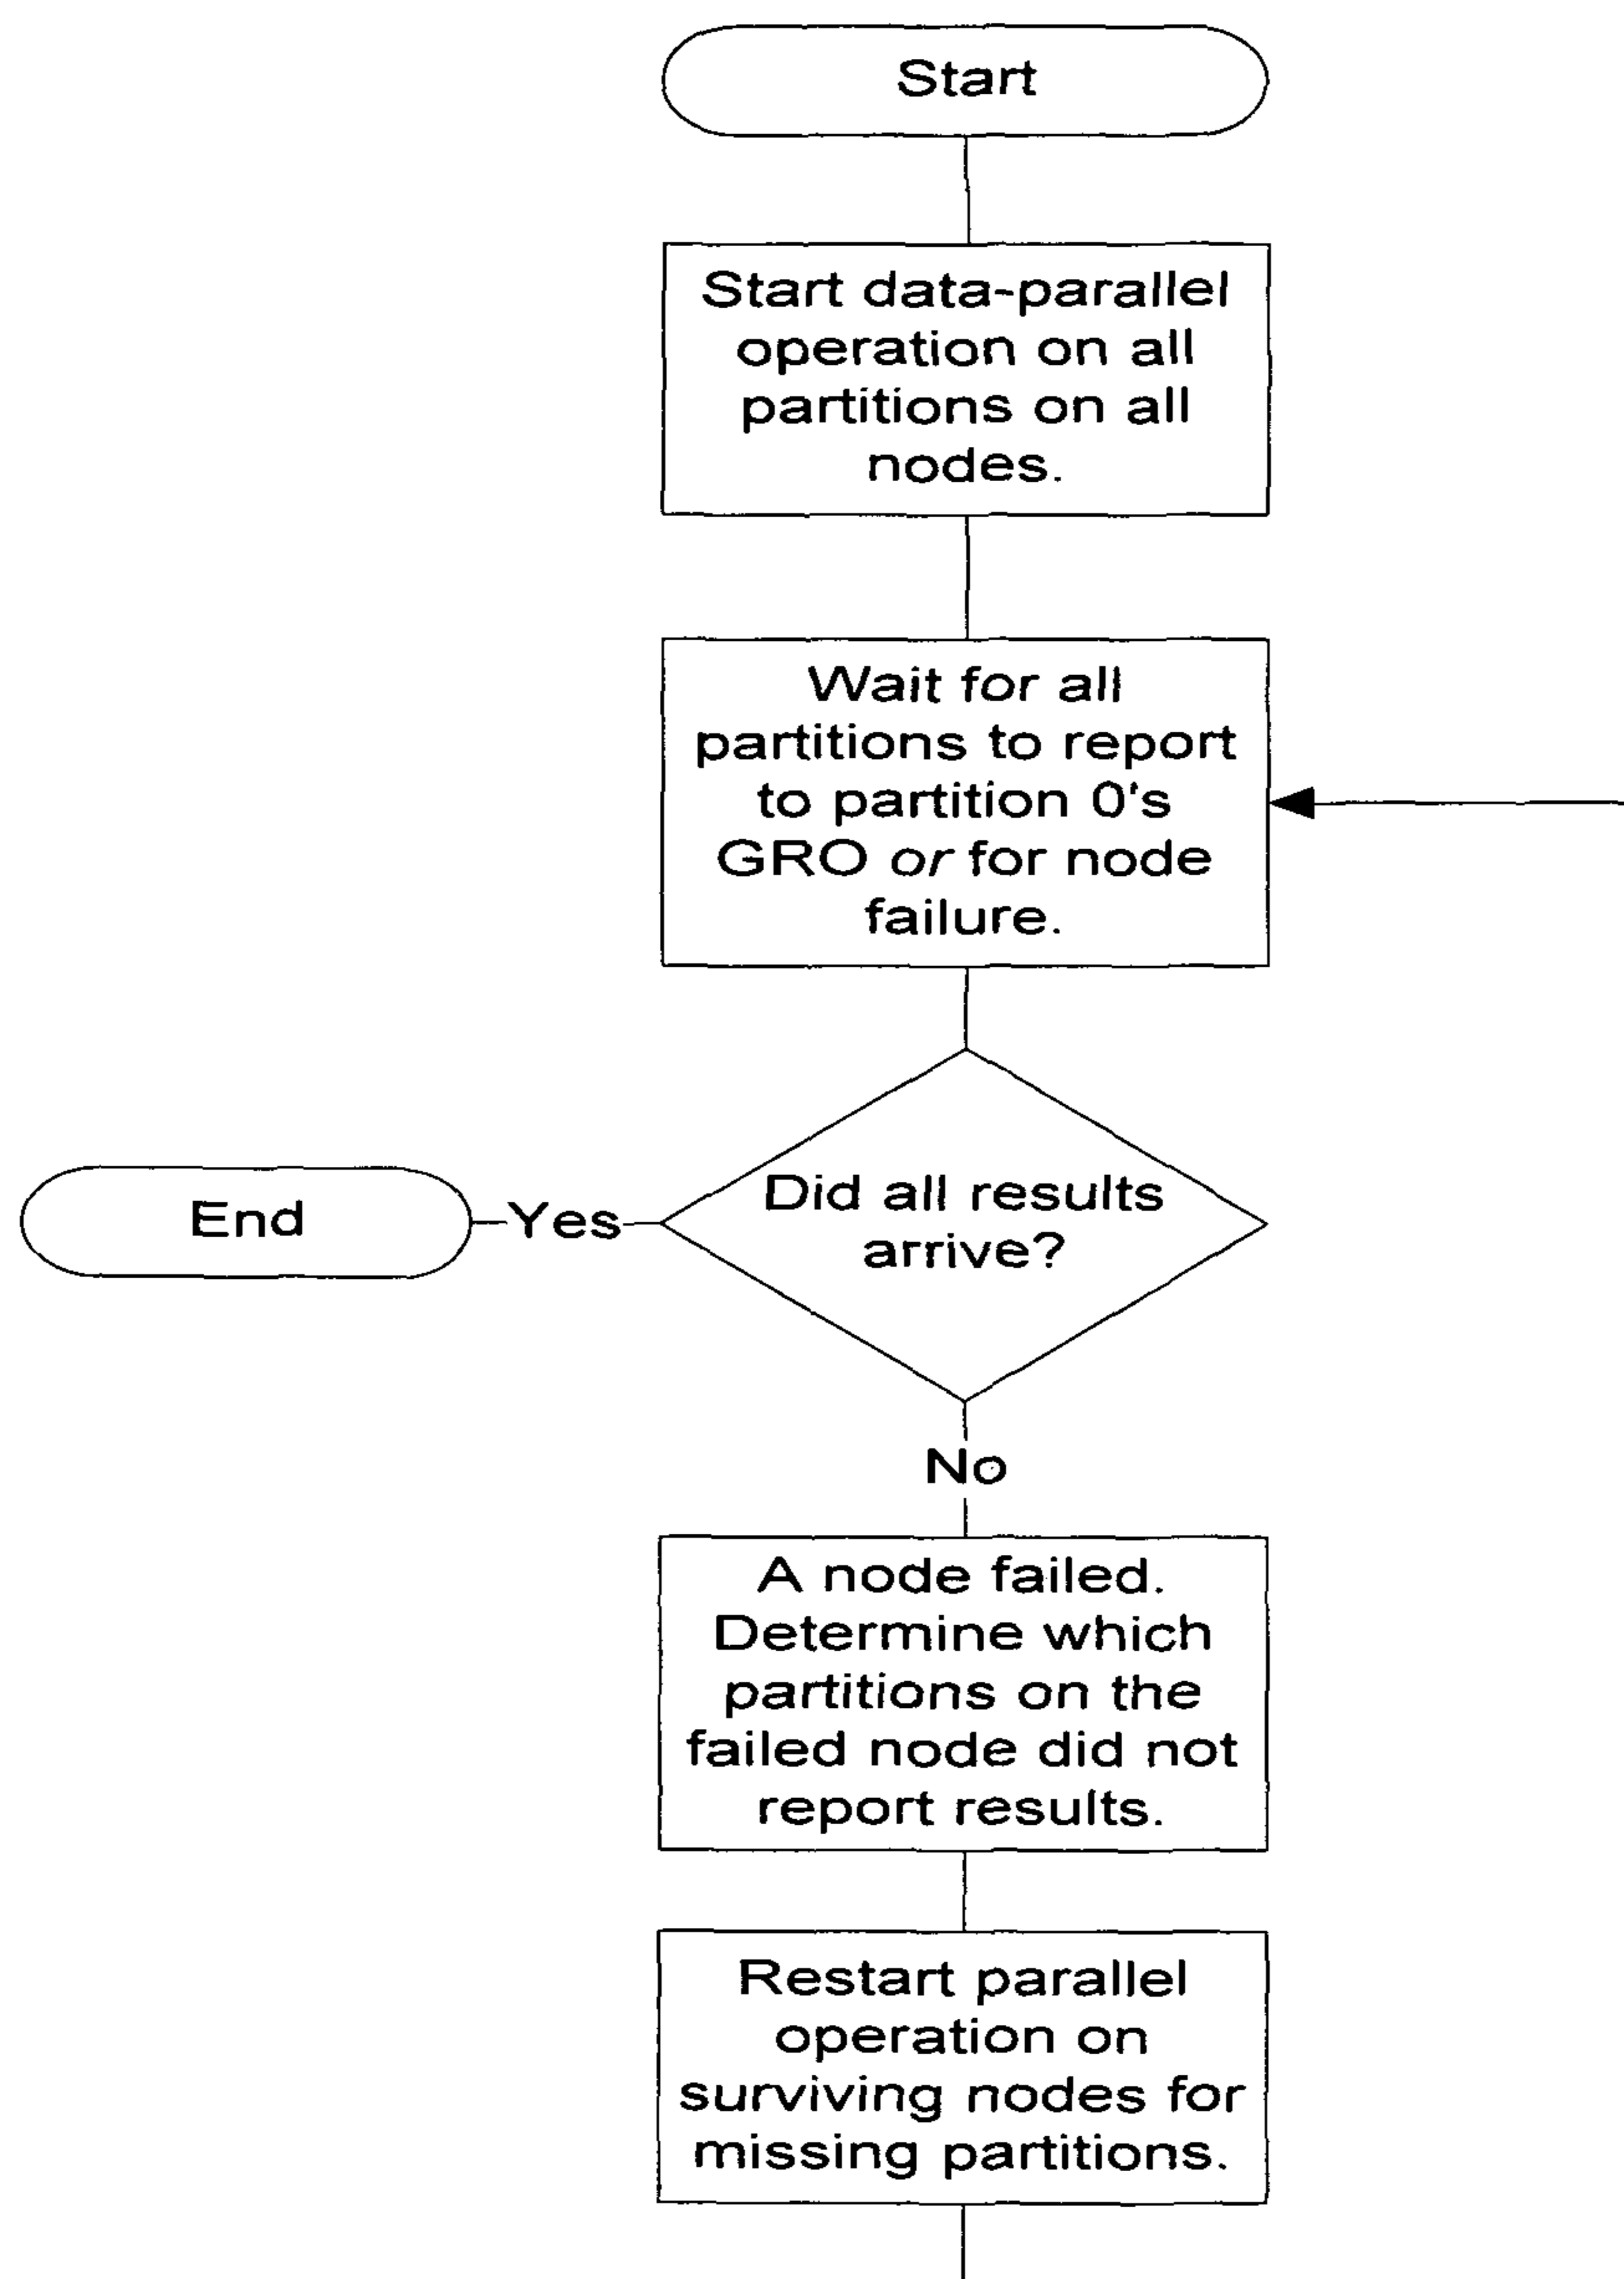 Start
Start data-parallel
operation on all
partitions on all
nodes.
Wait for all
partitions to report
to partition 0's
GRO or for node
failure.
Did all results
arrive?
Yes
End
No
A node failed.
Determine which
partitions on the
failed node did not
report results.
Restart parallel
operation on
surviving nodes for
missing partitions.